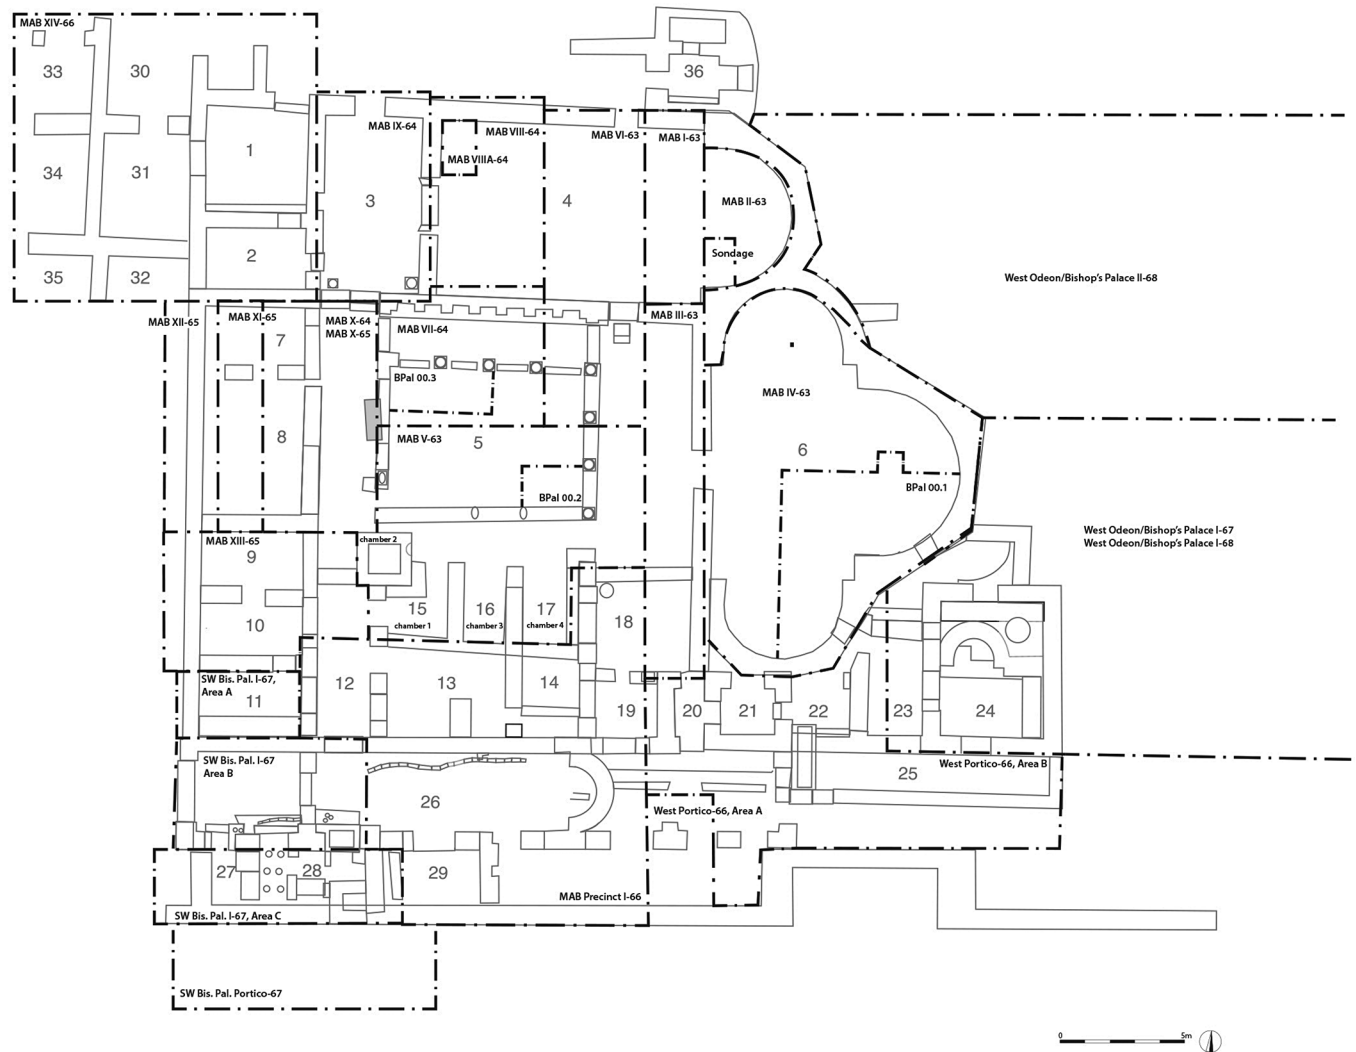 MAB XIV-66
33
30
36
MAB IX-64
MAB VIII-64
MAB VI-63
MAB I-63
1
MAB VIIIA-64
34
31
3
4
MAB II-63
2
Sondage
35
32
West Odeon/Bishop's Palace II-68
MAB XII-65
MAB XI-65
MAB X-64
MAB X-65
MAB VII-64
MAB III-63
7
BPal 00.3
MAB IV-63
8
MAB V-63
5
6
BPal 00.2
BPal 00.1
MAB XIII-65
chamber 2
West Odeon/Bishop's Palace I-67
West Odeon/Bishop's Palace I-68
9
15
16
17
18
10
chamber 1
chamber 3
chamber 4
SW Bis. Pal. I-67,
Area A
11
12
13
14
19
20
21
22
23
24
SW Bis. Pal. I-67
Area B
West Portico-66, Area B
25
26
West Portico-66, Area A
27
28
29
MAB Precinct I-66
SW Bis. Pal. I-67, Area C
SW Bis. Pal. Portico-67
0
5m